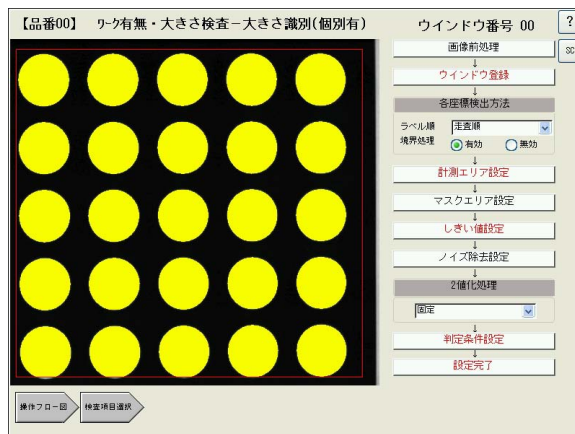 【品番00】 ﾜｰｸ有無・大きさ検査－大きさ識別(個別有)
ウインドウ番号 00
?
SC
画像前処理
↓
ウインドウ登録
↓
各座標検出方法
ラベル順 走査順
境界処理 有効 無効
↓
計測エリア設定
↓
マスクエリア設定
↓
しきい値設定
↓
ノイズ除去設定
↓
2値化処理
固定
↓
判定条件設定
↓
設定完了
操作フロー図
検査項目選択